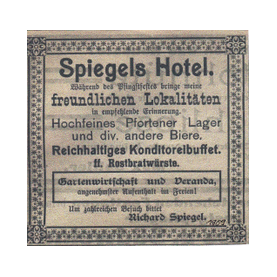 Spiegels Hotel.
Während des Pfingstfestes bringe meine
freundlichen Lokalitäten
in empfehlende Erinnerung.
Hochfeines Pfortener Lager
und div. andere Biere.
Reichhaltiges Konditoreibuffet.
ff. Rostbratwürste.
Gartenwirtschaft und Veranda,
angenehmster Aufenthalt im Freien!
Um zahlreichen Besuch bittet
Richard Spiegel.